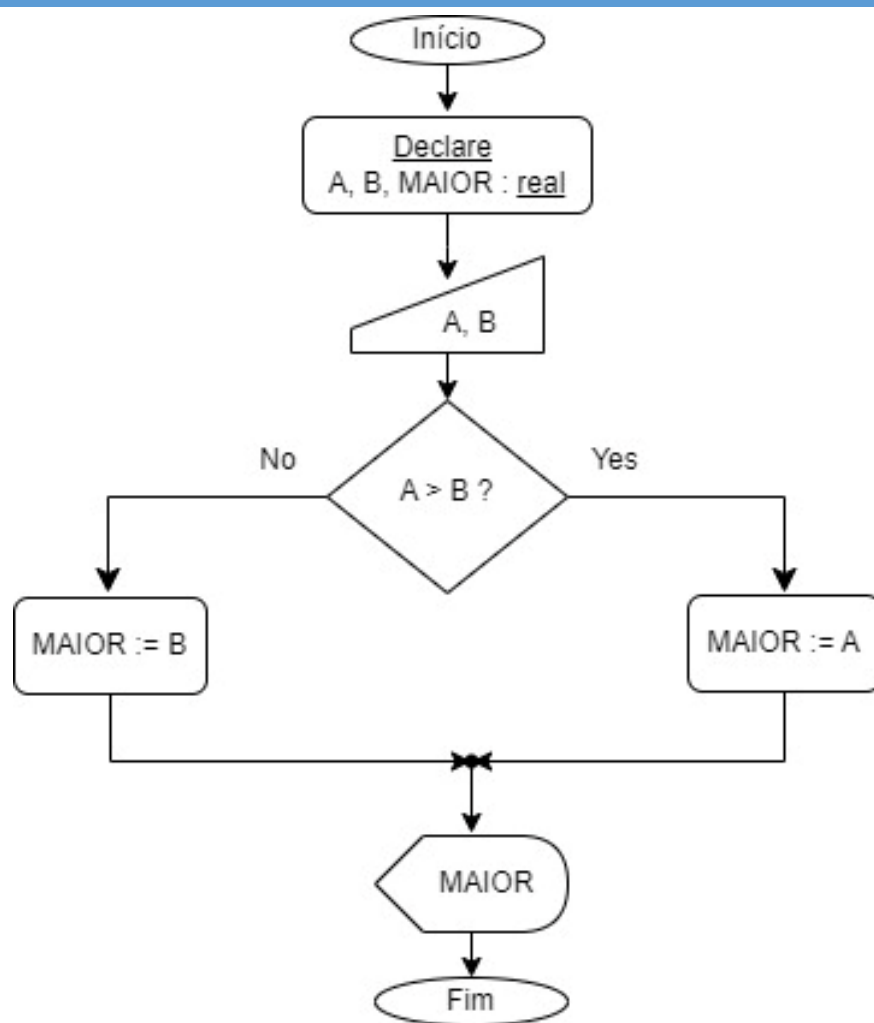 Início
Declare
A, B, MAIOR : real
A, B
No
Yes
A > B ?
MAIOR := B
MAIOR := A
MAIOR
Fim